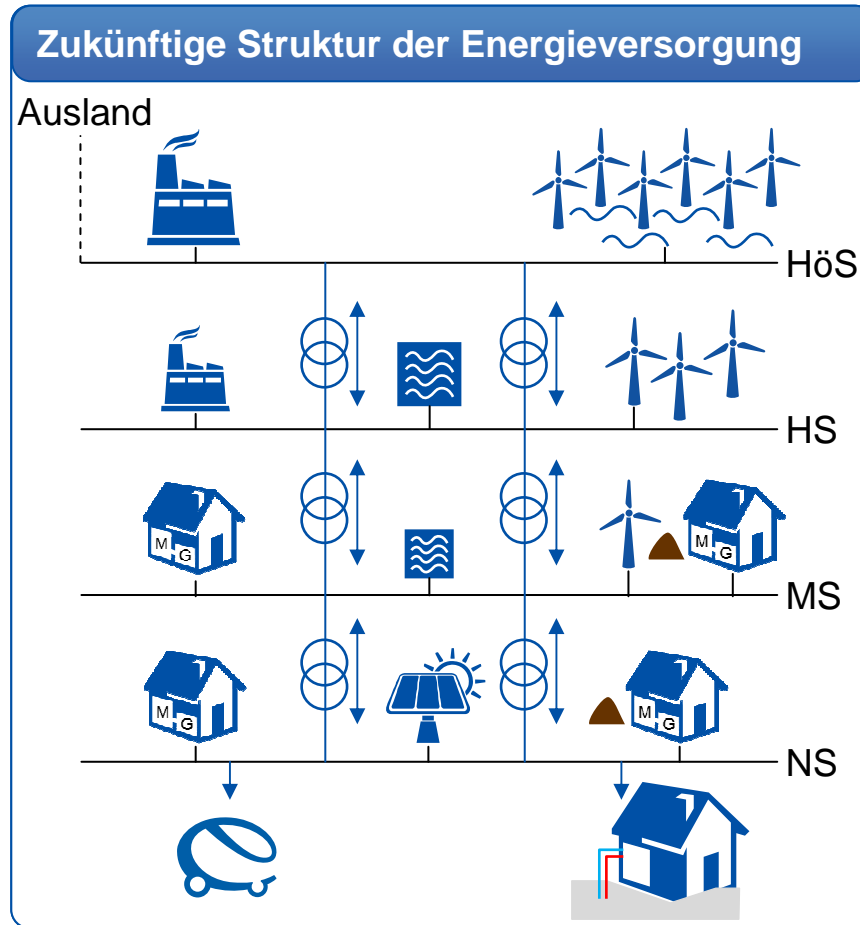 Zukünftige Struktur der Energieversorgung
Ausland
HöS
HS
M G
M G
MS
M G
M G
NS